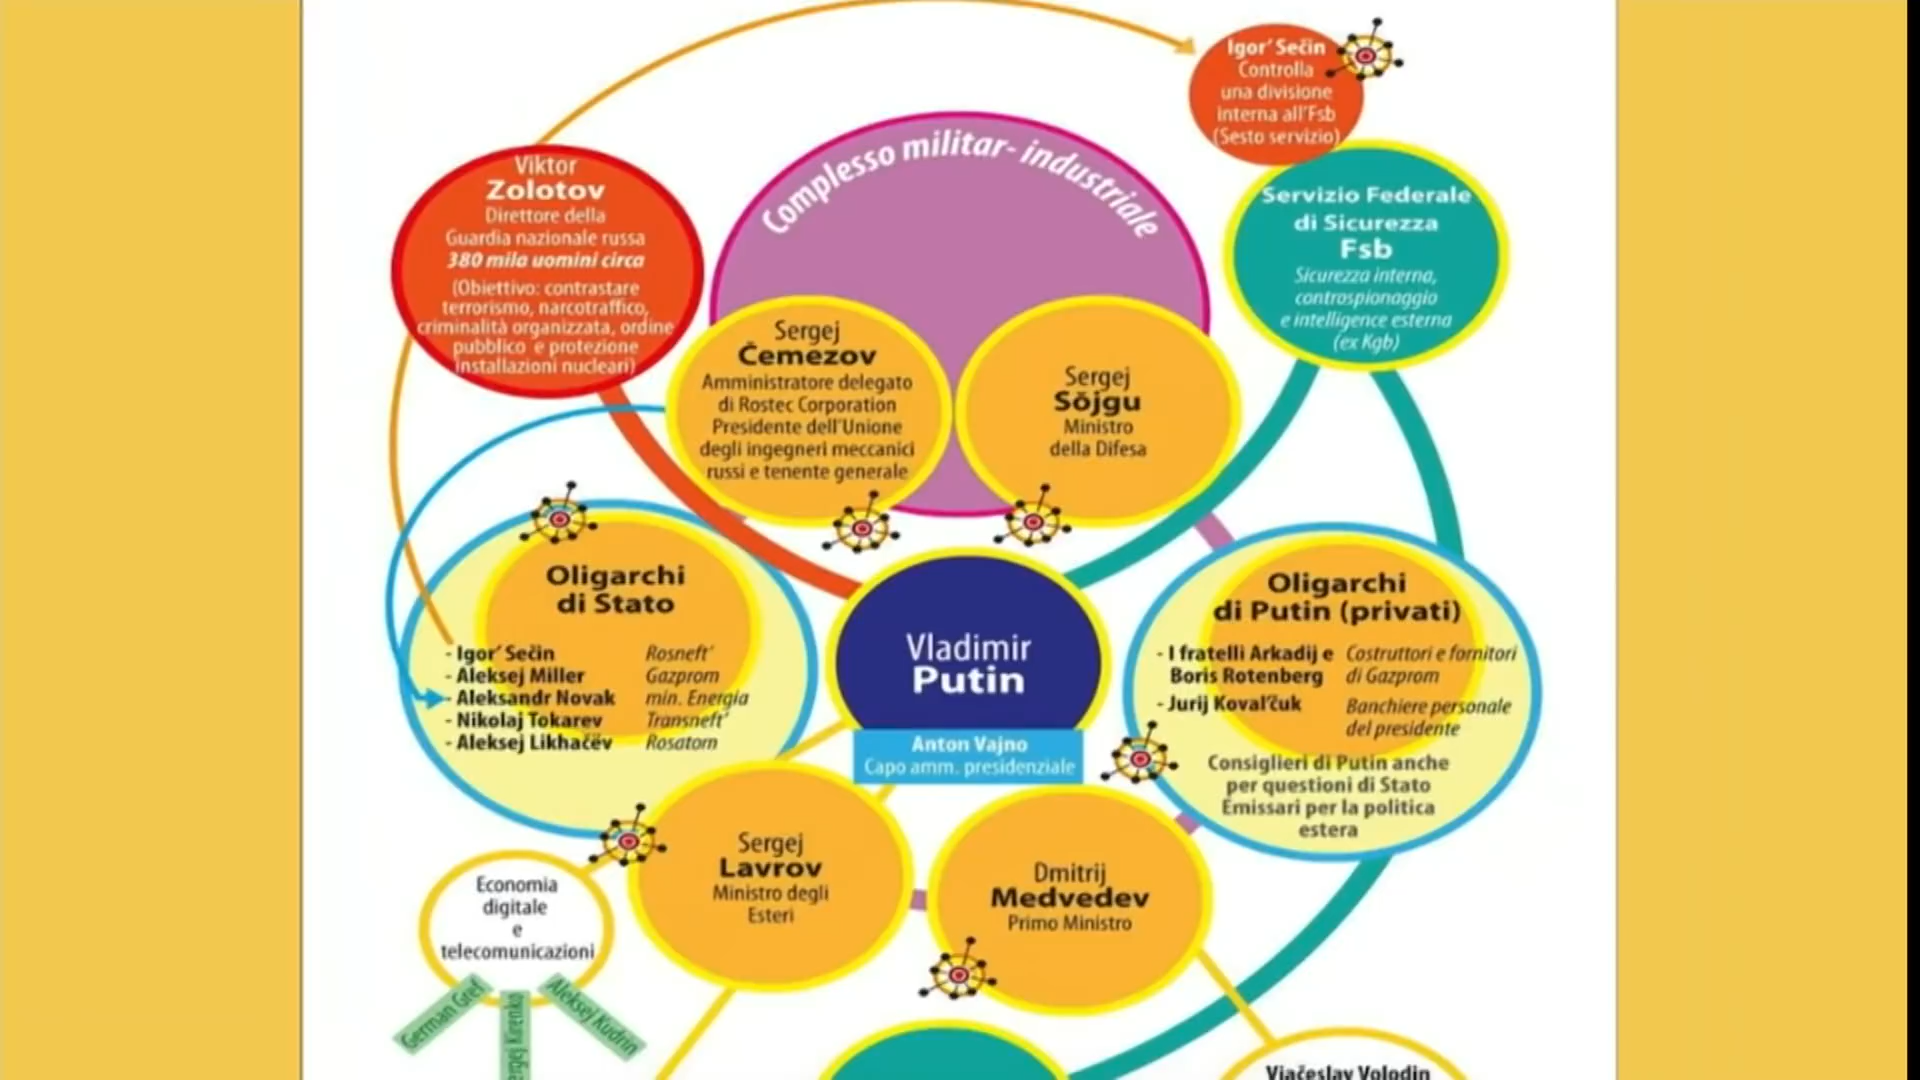 Igor' Sečin
Controlla
una divisione
interna all'Fsb
(Sesto servizio)
Complesso militar- industriale
Viktor
Zolotov
Direttore della
Guardia nazionale russa
380 mila uomini circa
(Obiettivo: contrastare
terrorismo, narcotraffico,
criminalità organizzata, ordine
pubblico e protezione
installazioni nucleari)
Servizio Federale
di Sicurezza
Fsb
Sicurezza interna,
controspionaggio
e intelligence esterna
(ex Kgb)
Sergej
Čemezov
Amministratore delegato
di Rostec Corporation
Presidente dell'Unione
degli ingegneri meccanici
russi e tenente generale
Sergej
Šöjgu
Ministro
della Difesa
Oligarchi
di Stato
- Igor' Sečin Rosneft'
- Aleksej Miller Gazprom
- Aleksandr Novak min. Energia
- Nikolaj Tokarev Transneft'
- Aleksej Likhačëv Rosatom
Vladimir
Putin
Anton Vajno
Capo amm. presidenziale
Oligarchi
di Putin (privati)
- I fratelli Arkadij e Costruttori e fornitori
Boris Rotenberg di Gazprom
- Jurij Koval'čuk Banchiere personale
del presidente
Consiglieri di Putin anche
per questioni di Stato
Emissari per la politica
estera
Sergej
Lavrov
Ministro degli
Esteri
Dmitrij
Medvedev
Primo Ministro
Economia
digitale
e
telecomunicazioni
German Gref
ergej Kirenko
Aleksej Kudrin
Viačeslav Volodin